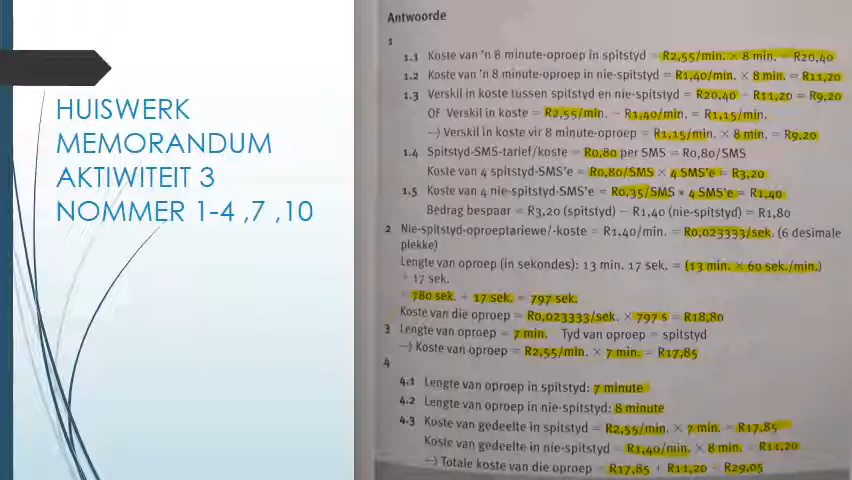 HUISWERK
MEMORANDUM
AKTIWITEIT 3
NOMMER 1-4 ,7 ,10
Antwoorde
1
1.1 Koste van 'n 8 minute-oproep in spitstyd = R2,55/min. × 8 min. = R20,40
1.2 Koste van 'n 8 minute-oproep in nie-spitstyd = R1,40/min. × 8 min. = R11,20
1.3 Verskil in koste tussen spitstyd en nie-spitstyd = R20,40 − R11,20 = R9,20
OF Verskil in koste = R2,55/min. − R1,40/min. = R1,15/min.
→ Verskil in koste vir 8 minute-oproep = R1,15/min. × 8 min. = R9,20
1.4 Spitstyd-SMS-tarief/koste = R0,80 per SMS = R0,80/SMS
Koste van 4 spitstyd-SMS'e = R0,80/SMS × 4 SMS'e = R3,20
1.5 Koste van 4 nie-spitstyd-SMS'e = R0,35/SMS × 4 SMS'e = R1,40
Bedrag bespaar = R3,20 (spitstyd) − R1,40 (nie-spitstyd) = R1,80
2 Nie-spitstyd-oproeptariewe/-koste = R1,40/min. = R0,023333/sek. (6 desimale
plekke)
Lengte van oproep (in sekondes): 13 min. 17 sek. = (13 min. × 60 sek./min.)
+ 17 sek.
= 780 sek. + 17 sek. = 797 sek.
Koste van die oproep = R0,023333/sek. × 797 s = R18,80
3 Lengte van oproep = 7 min. Tyd van oproep = spitstyd
→ Koste van oproep = R2,55/min. × 7 min. = R17,85
4
4.1 Lengte van oproep in spitstyd: 7 minute
4.2 Lengte van oproep in nie-spitstyd: 8 minute
4.3 Koste van gedeelte in spitstyd = R2,55/min. × 7 min. = R17,85
Koste van gedeelte in nie-spitstyd = R1,40/min. × 8 min. = R11,20
→ Totale koste van die oproep = R17,85 + R11,20 = R29,05